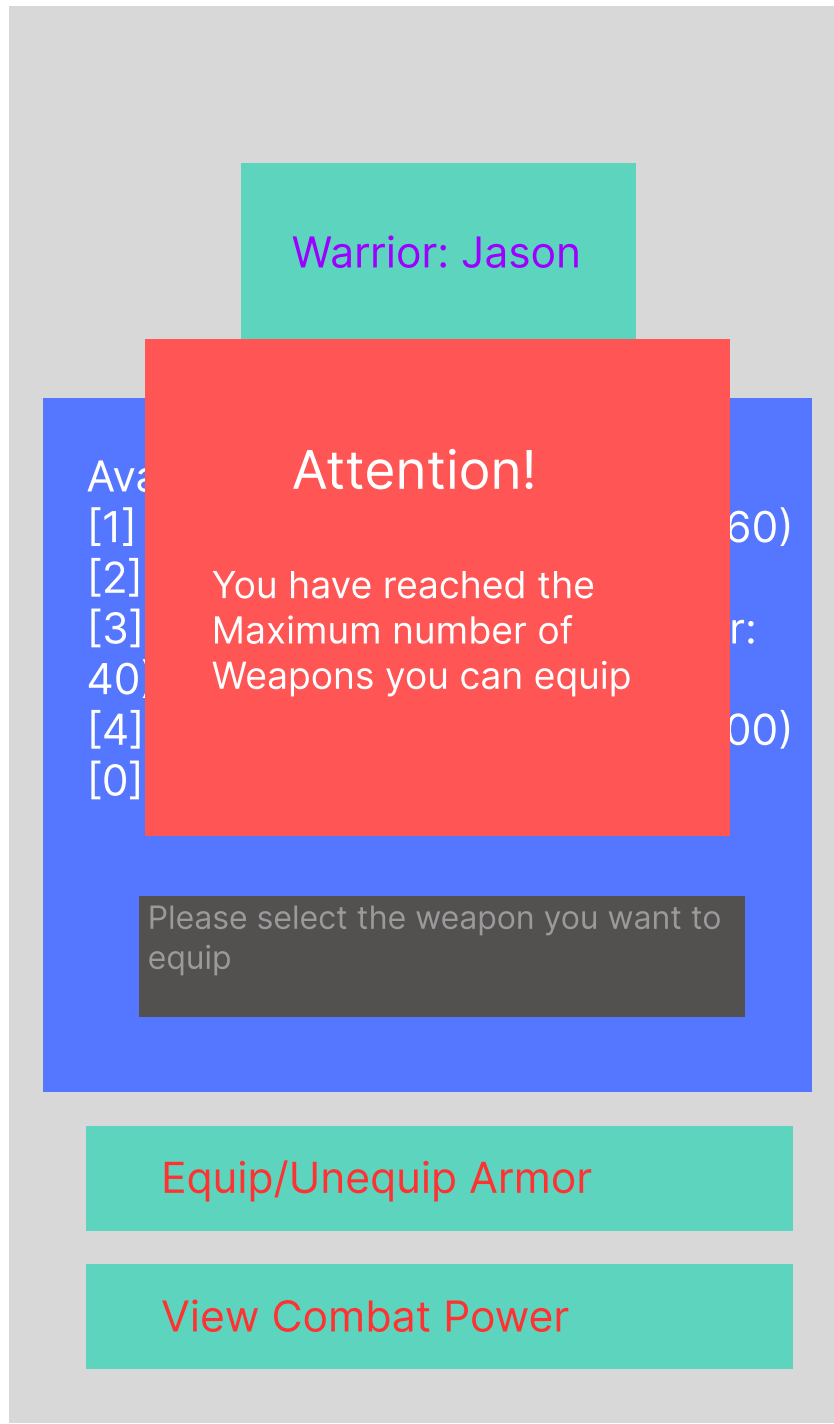 Warrior: Jason
Attention!
You have reached the
Maximum number of
Weapons you can equip
[1] 60)
[2]
[3] r:
40)
[4] 00)
[0]
Please select the weapon you want to
equip
Equip/Unequip Armor
View Combat Power